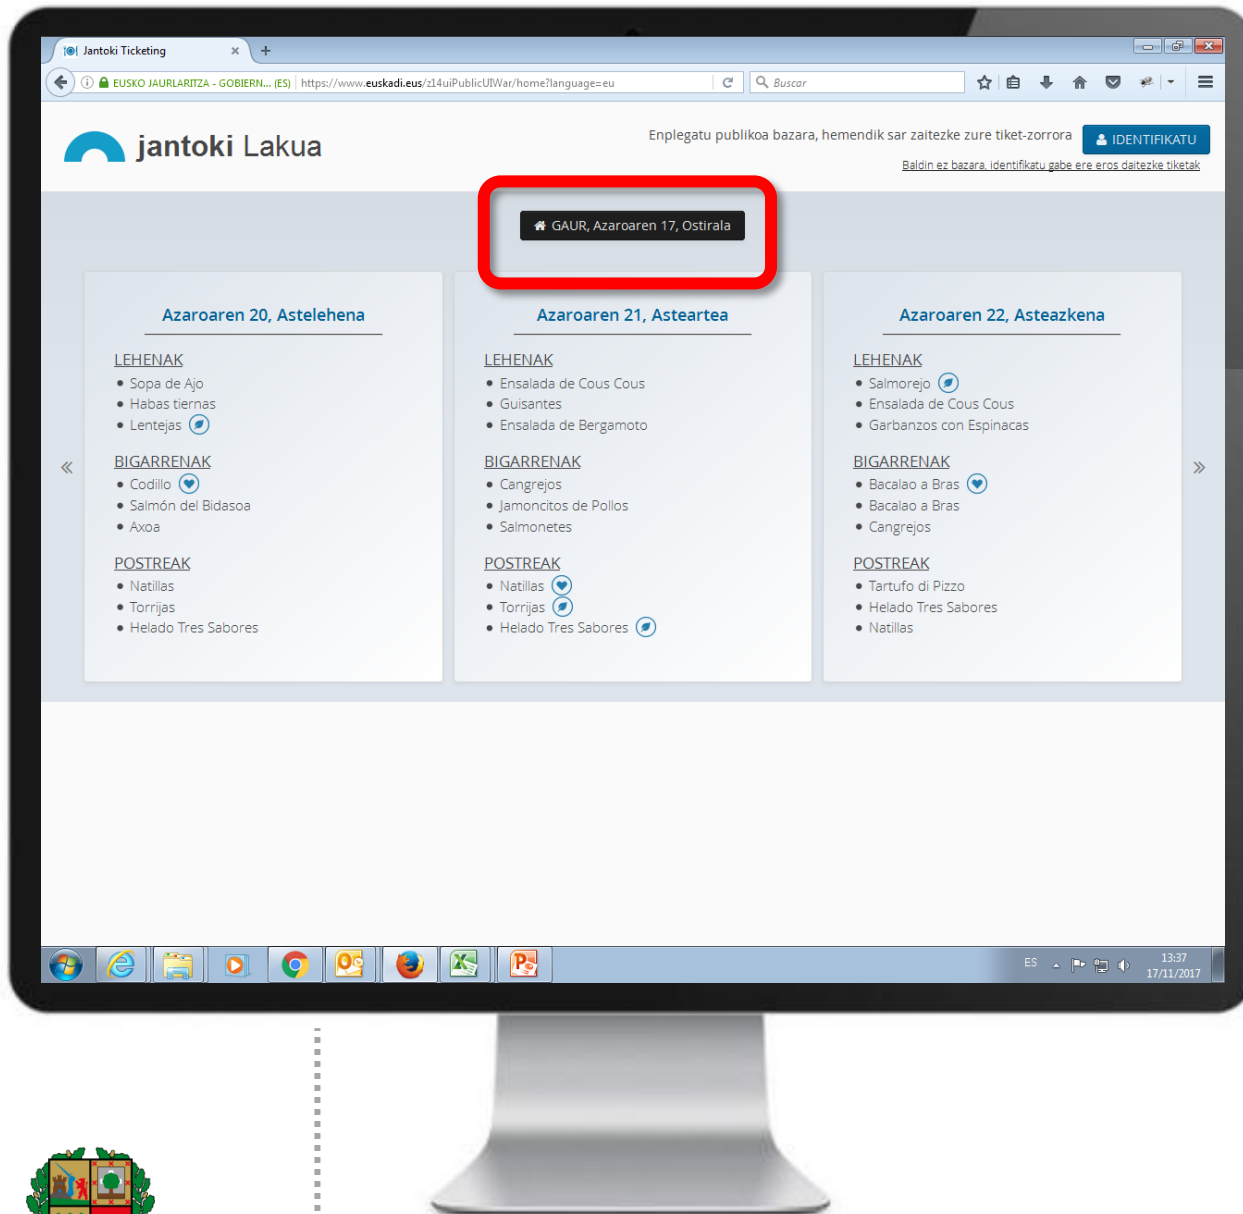 Jantoki Ticketing
EUSKO JAURLARITZA - GOBIERN... (ES) https://www.euskadi.eus/z14uiPublicUIWar/home?language=eu
Buscar
jantoki Lakua
Enplegatu publikoa bazara, hemendik sar zaitezke zure tiket-zorrora
IDENTIFIKATU
Baldin ez bazara, identifikatu gabe ere eros daitezke tiketak
GAUR, Azaroaren 17, Ostirala
Azaroaren 20, Astelehena
LEHENAK
Sopa de Ajo
Habas tiernas
Lentejas
BIGARRENAK
Codillo
Salmón del Bidasoa
Axoa
POSTREAK
Natillas
Torrijas
Helado Tres Sabores
Azaroaren 21, Asteartea
LEHENAK
Ensalada de Cous Cous
Guisantes
Ensalada de Bergamoto
BIGARRENAK
Cangrejos
Jamoncitos de Pollos
Salmonetes
POSTREAK
Natillas
Torrijas
Helado Tres Sabores
Azaroaren 22, Asteazkena
LEHENAK
Salmorejo
Ensalada de Cous Cous
Garbanzos con Espinacas
BIGARRENAK
Bacalao a Bras
Bacalao a Bras
Cangrejos
POSTREAK
Tartufo di Pizzo
Helado Tres Sabores
Natillas
ES
13:37
17/11/2017